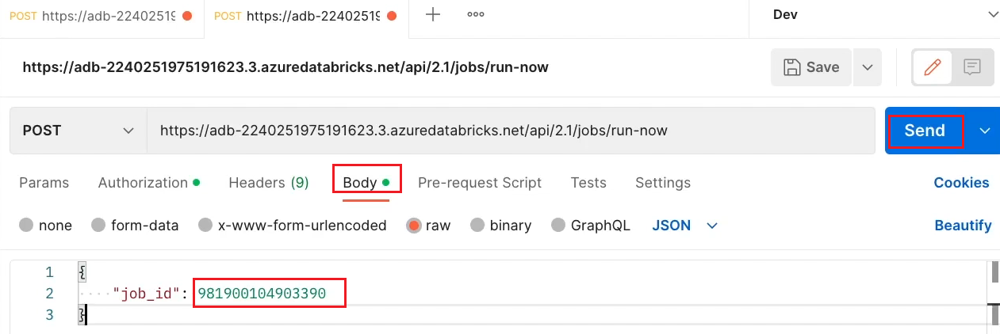 POST https://adb-22402519 POST https://adb-22402519 Dev
https://adb-2240251975191623.3.azuredatabricks.net/api/2.1/jobs/run-now Save
POST https://adb-2240251975191623.3.azuredatabricks.net/api/2.1/jobs/run-now Send
Params Authorization Headers (9) Body Pre-request Script Tests Settings Cookies
none form-data x-www-form-urlencoded raw binary GraphQL JSON Beautify
1 {
2 "job_id": 981900104903390
3 }